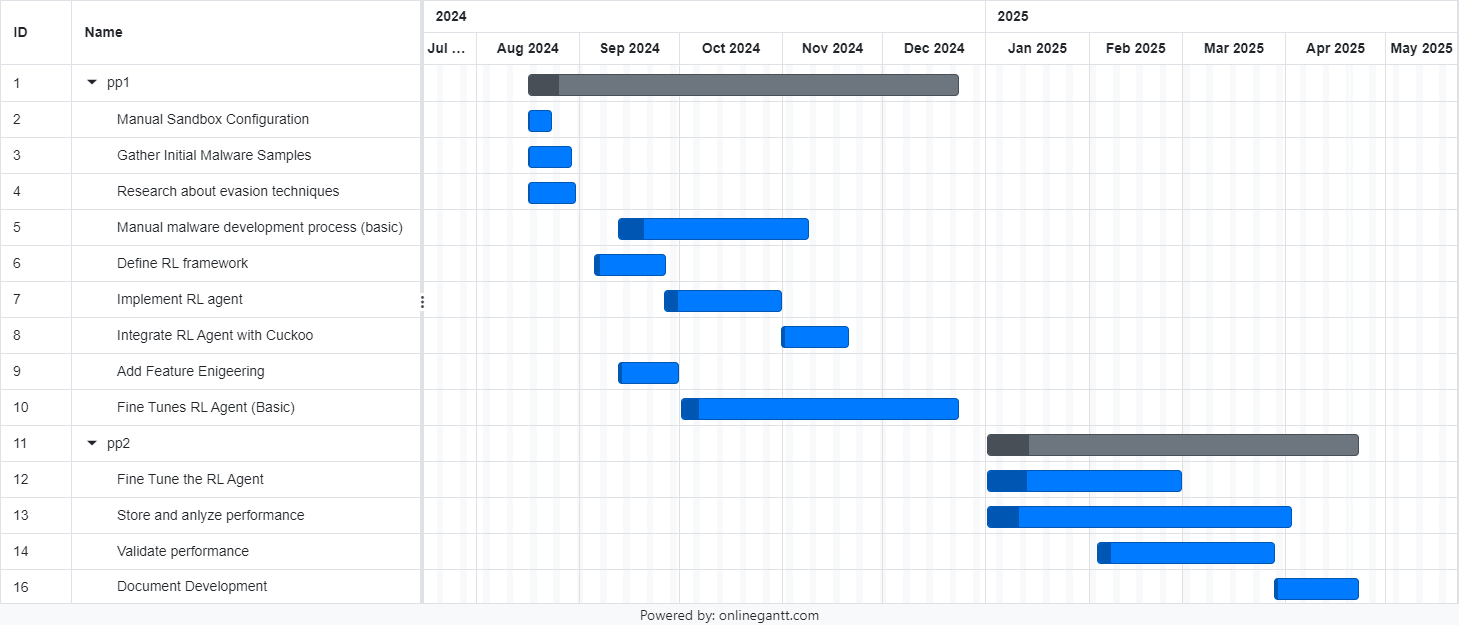 2024 2025
ID Name
Jul ... Aug 2024 Sep 2024 Oct 2024 Nov 2024 Dec 2024 Jan 2025 Feb 2025 Mar 2025 Apr 2025 May 2025
1 pp1
2 Manual Sandbox Configuration
3 Gather Initial Malware Samples
4 Research about evasion techniques
5 Manual malware development process (basic)
6 Define RL framework
7 Implement RL agent
8 Integrate RL Agent with Cuckoo
9 Add Feature Enigeering
10 Fine Tunes RL Agent (Basic)
11 pp2
12 Fine Tune the RL Agent
13 Store and anlyze performance
14 Validate performance
16 Document Development
Powered by: onlinegantt.com